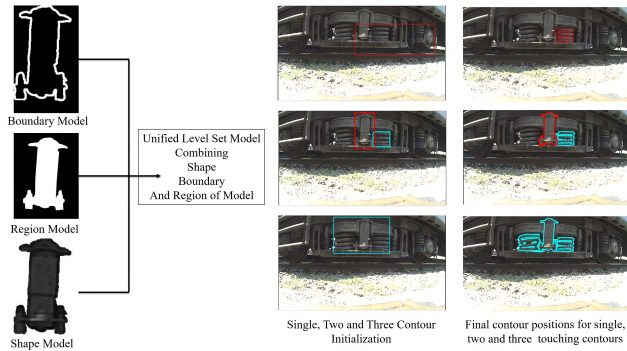 Boundary Model
Region Model
Shape Model
Unified Level Set Model
Combining
Shape
Boundary
And Region of Model
Single, Two and Three Contour
Initialization
Final contour positions for single,
two and three touching contours